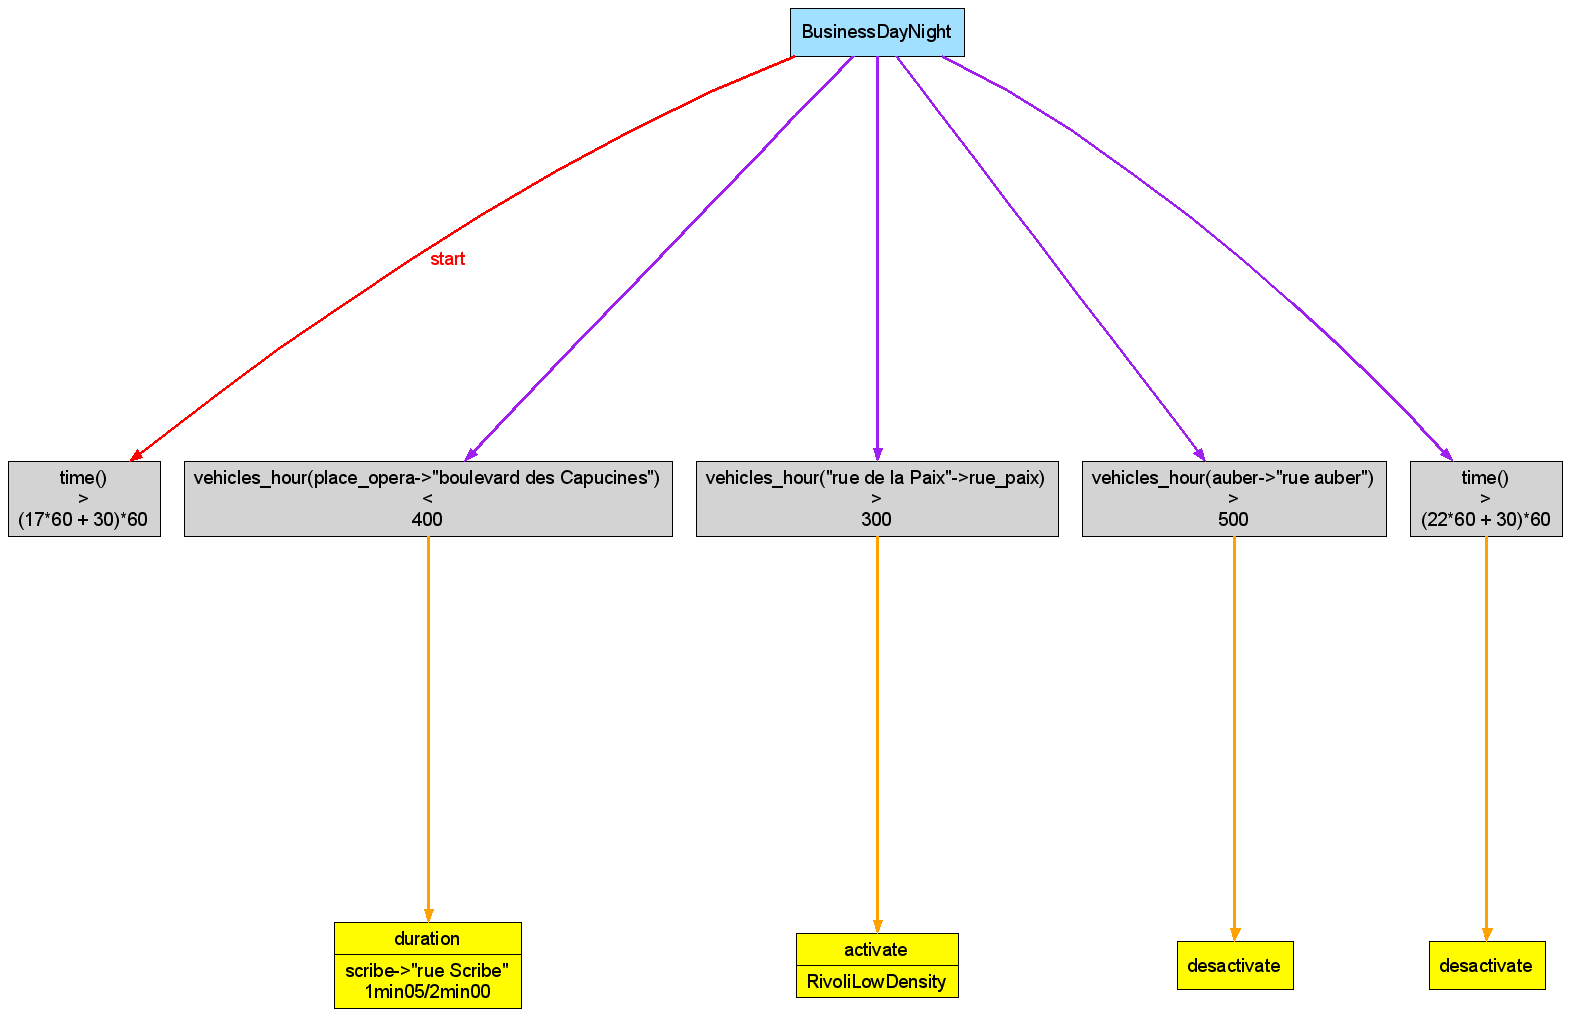 BusinessDayNight
start
time()
>
(17*60 + 30)*60
vehicles_hour(place_opera->"boulevard des Capucines")
<
400
vehicles_hour("rue de la Paix"->rue_paix)
>
300
vehicles_hour(auber->"rue auber")
>
500
time()
>
(22*60 + 30)*60
duration
scribe->"rue Scribe"
1min05/2min00
activate
RivoliLowDensity
desactivate
desactivate